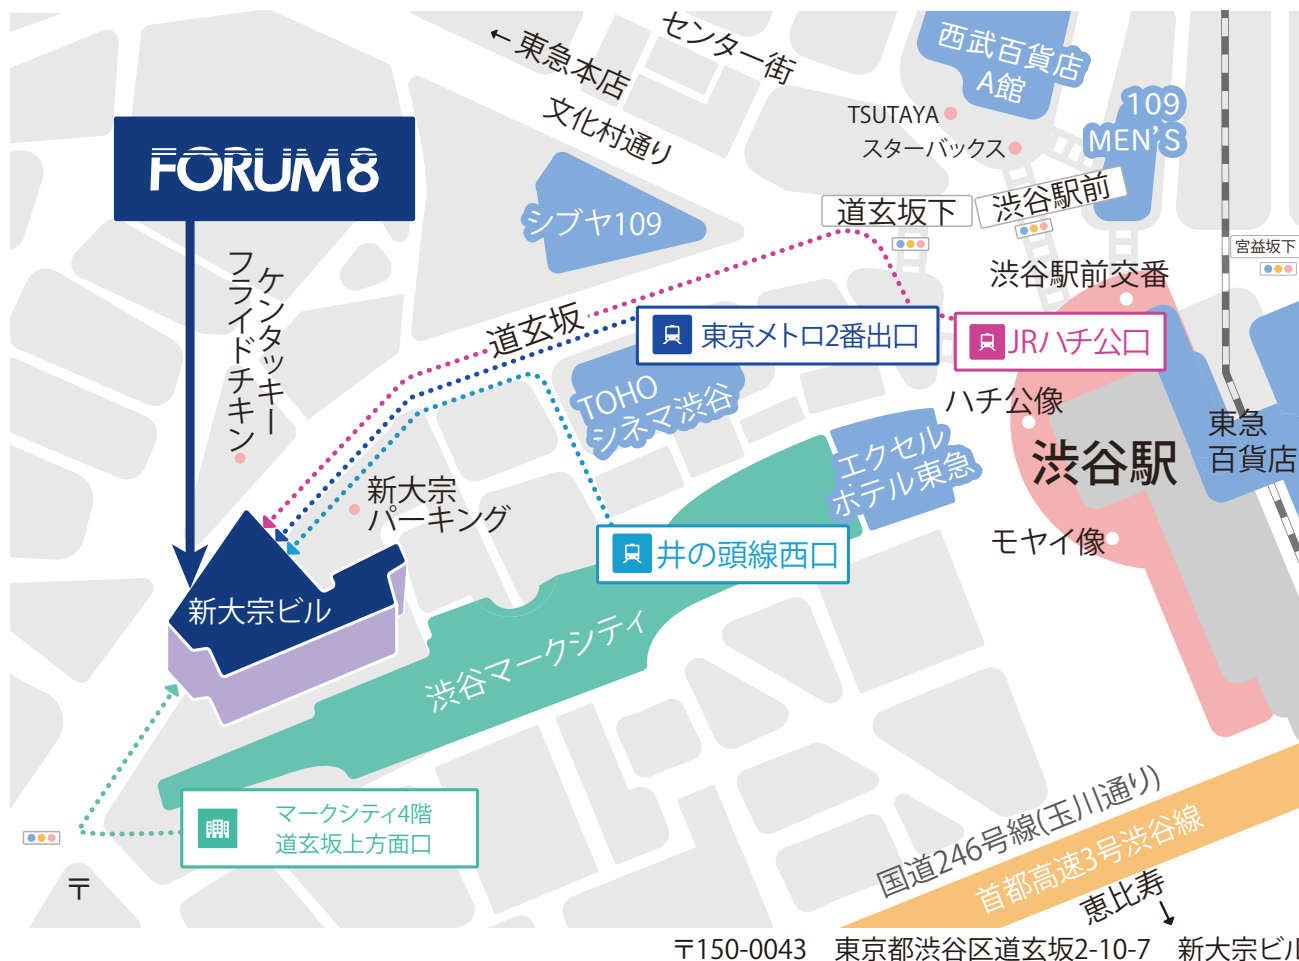 センター街
← 東急本店
文化村通り
西武百貨店
A館
TSUTAYA
スターバックス
109
MEN'S
FORUM8
シブヤ109
道玄坂下
渋谷駅前
宮益坂下
渋谷駅前交番
ケンタッキー
フライドチキン
道玄坂
東京メトロ2番出口
JRハチ公口
TOHO
シネマ渋谷
ハチ公像
渋谷駅
東急
百貨店
エクセル
ホテル東急
新大宗
パーキング
モヤイ像
井の頭線西口
新大宗ビル
渋谷マークシティ
マークシティ4階
道玄坂上方面口
国道246号線(玉川通り)
首都高速3号渋谷線
恵比寿
〒
〒150-0043　東京都渋谷区道玄坂2-10-7　新大宗ビル